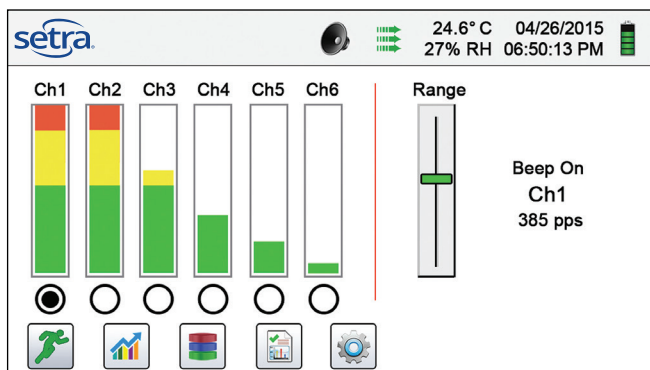 setra
24.6° C 04/26/2015
27% RH 06:50:13 PM
Ch1 Ch2 Ch3 Ch4 Ch5 Ch6 Range
Beep On
Ch1
385 pps